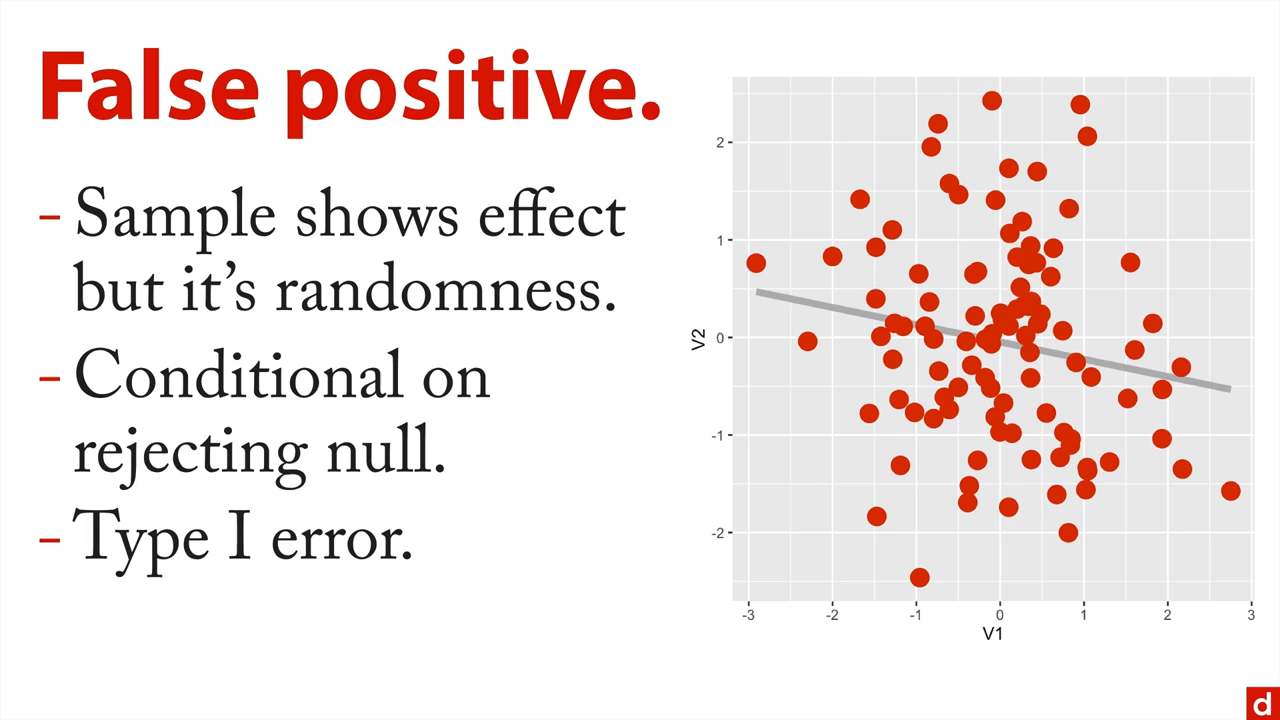 False positive.
– Sample shows effect
but it’s randomness.
– Conditional on
rejecting null.
– Type I error.
V2
2
1
0
-1
-2
-3 -2 -1 0 1 2 3
V1
d